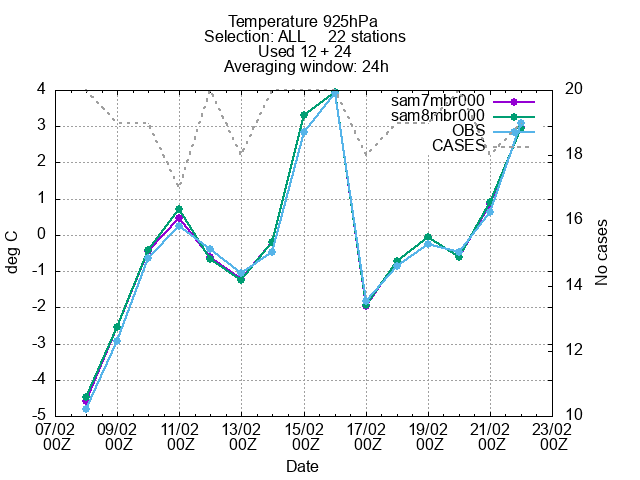 Temperature 925hPa
Selection: ALL 22 stations
Used 12 + 24
Averaging window: 24h
sam7mbr000
sam8mbr000
OBS
CASES
4
3
2
1
0
-1
-2
-3
-4
-5
deg C
20
18
16
14
12
10
No cases
07/02 09/02 11/02 13/02 15/02 17/02 19/02 21/02 23/02
00Z 00Z 00Z 00Z 00Z 00Z 00Z 00Z 00Z
Date